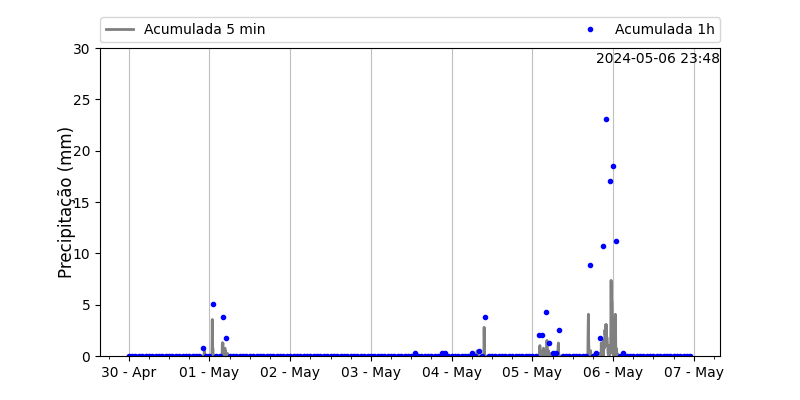 Acumulada 5 min
Acumulada 1h
2024-05-06 23:48
Precipitação (mm)
30
25
20
15
10
5
0
30 - Apr
01 - May
02 - May
03 - May
04 - May
05 - May
06 - May
07 - May